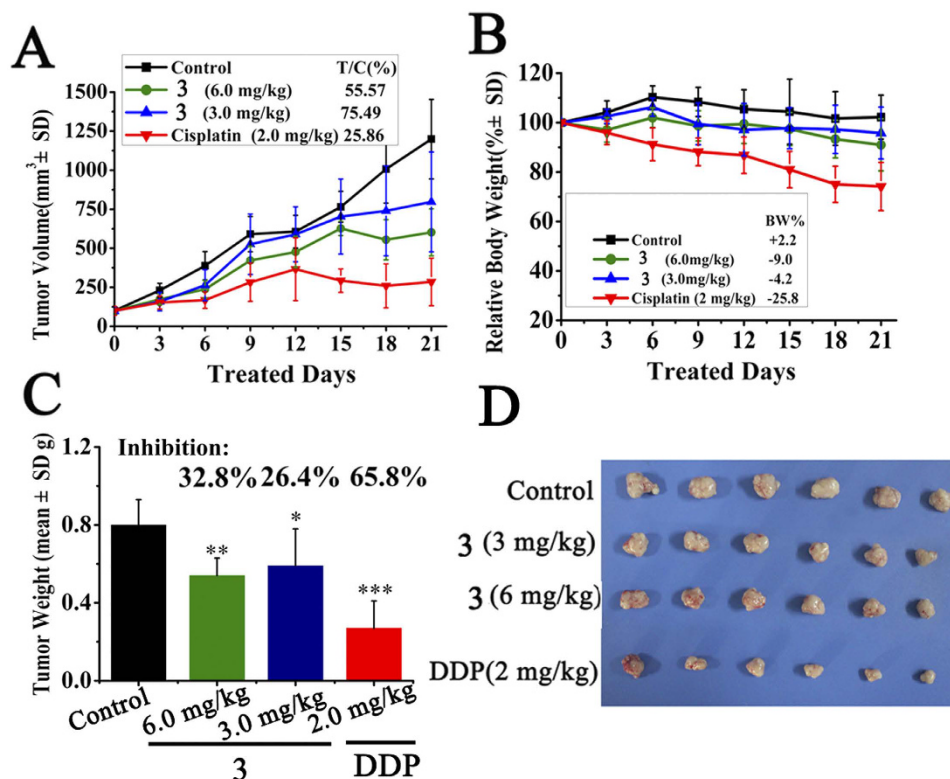 A
Control T/C(%)
3 (6.0 mg/kg) 55.57
3 (3.0 mg/kg) 75.49
Cisplatin (2.0 mg/kg) 25.86
Tumor Volume(mm³± SD)
1500
1250
1000
750
500
250
0
0 3 6 9 12 15 18 21
Treated Days
B
Relative Body Weight(%± SD)
120
100
80
60
40
20
BW%
Control +2.2
3 (6.0mg/kg) -9.0
3 (3.0mg/kg) -4.2
Cisplatin (2 mg/kg) -25.8
0 3 6 9 12 15 18 21
Treated Days
C
Tumor Weight (mean ± SD g)
1.2
0.8
0.4
0.0
Inhibition:
32.8% 26.4% 65.8%
** * ***
Control 6.0 mg/kg 3.0 mg/kg 2.0 mg/kg
3 DDP
D
Control
3 (3 mg/kg)
3 (6 mg/kg)
DDP(2 mg/kg)